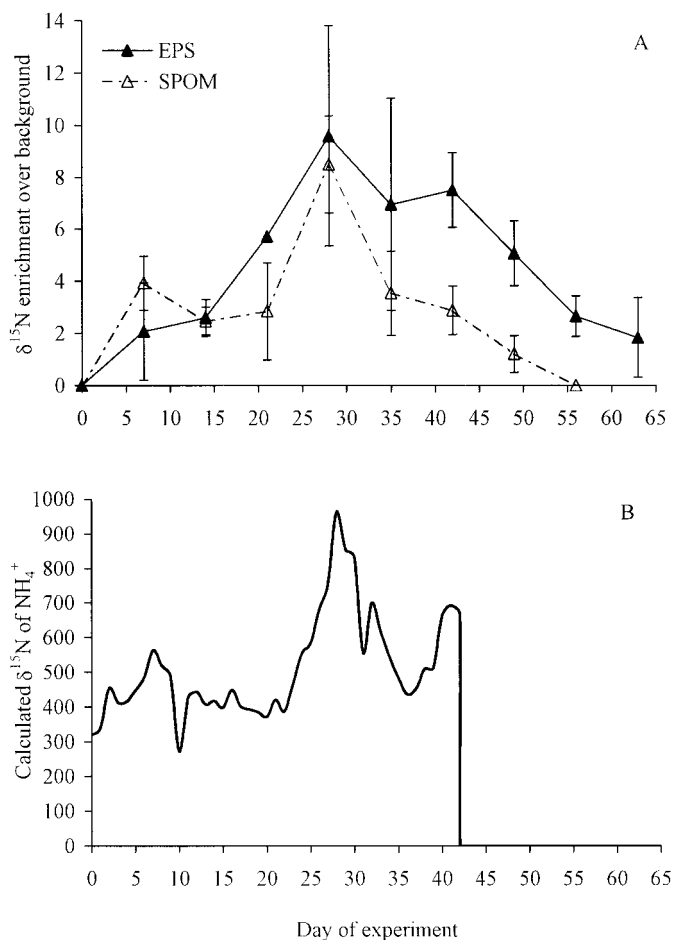 14
12
10
8
6
4
2
0
δ¹⁵N enrichment over background
EPS
SPOM
A
0 5 10 15 20 25 30 35 40 45 50 55 60 65
1000
900
800
700
600
500
400
300
200
100
0
Calculated δ¹⁵N of NH₄⁺
B
0 5 10 15 20 25 30 35 40 45 50 55 60 65
Day of experiment